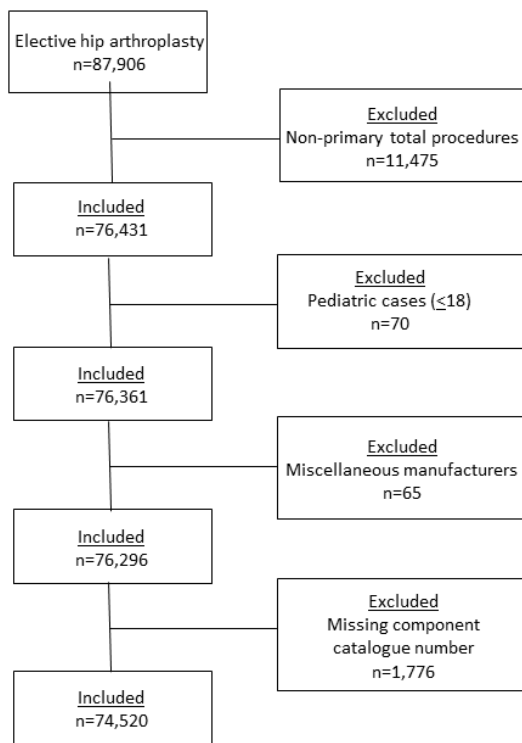 Elective hip arthroplasty
n=87,906
Excluded
Non-primary total procedures
n=11,475
Included
n=76,431
Excluded
Pediatric cases (≤18)
n=70
Included
n=76,361
Excluded
Miscellaneous manufacturers
n=65
Included
n=76,296
Excluded
Missing component
catalogue number
n=1,776
Included
n=74,520